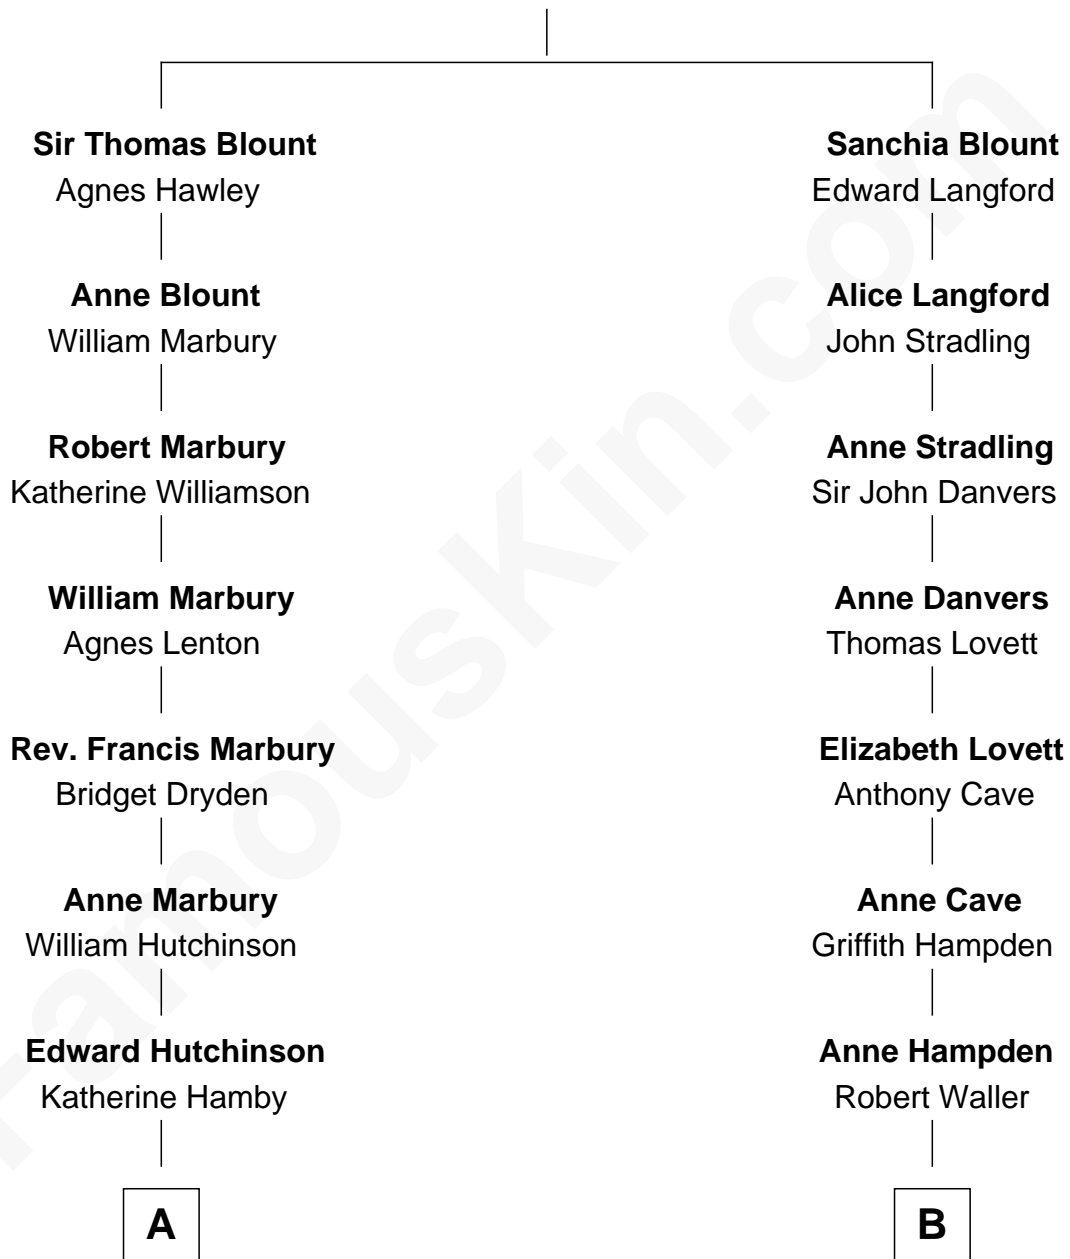 Sir Thomas Blount
Agnes Hawley
Anne Blount
William Marbury
Robert Marbury
Katherine Williamson
William Marbury
Agnes Lenton
Rev. Francis Marbury
Bridget Dryden
Anne Marbury
William Hutchinson
Edward Hutchinson
Katherine Hamby
A
Sanchia Blount
Edward Langford
Alice Langford
John Stradling
Anne Stradling
Sir John Danvers
Anne Danvers
Thomas Lovett
Elizabeth Lovett
Anthony Cave
Anne Cave
Griffith Hampden
Anne Hampden
Robert Waller
B
FamousKin.com